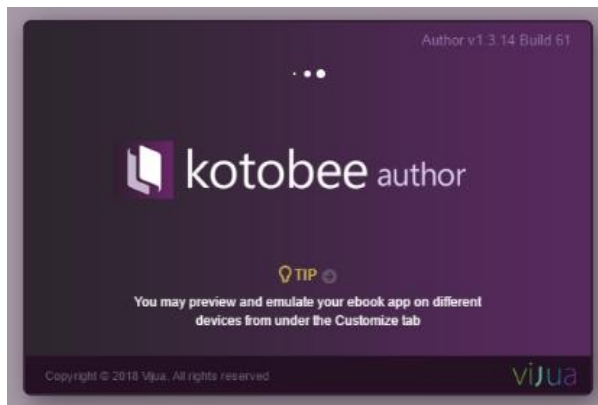 Author v1.3.14 Build 61
kotobee author
TIP
You may preview and emulate your ebook app on different
devices from under the Customize tab
Copyright © 2018 Vijua. All rights reserved
vijua